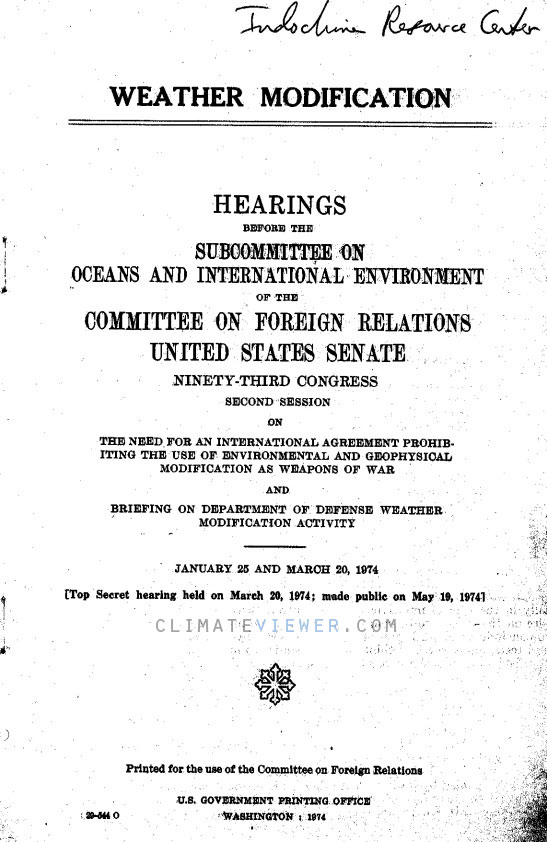 Indochina Resource Center
WEATHER MODIFICATION
HEARINGS
BEFORE THE
SUBCOMMITTEE ON
OCEANS AND INTERNATIONAL ENVIRONMENT
OF THE
COMMITTEE ON FOREIGN RELATIONS
UNITED STATES SENATE
NINETY-THIRD CONGRESS
SECOND SESSION
ON
THE NEED FOR AN INTERNATIONAL AGREEMENT PROHIB-
ITING THE USE OF ENVIRONMENTAL AND GEOPHYSICAL
MODIFICATION AS WEAPONS OF WAR
AND
BRIEFING ON DEPARTMENT OF DEFENSE WEATHER
MODIFICATION ACTIVITY
JANUARY 25 AND MARCH 20, 1974
[Top Secret hearing held on March 20, 1974; made public on May 19, 1974]
CLIMATEVIEWER.COM
Printed for the use of the Committee on Foreign Relations
U.S. GOVERNMENT PRINTING OFFICE
29-544 O WASHINGTON : 1974